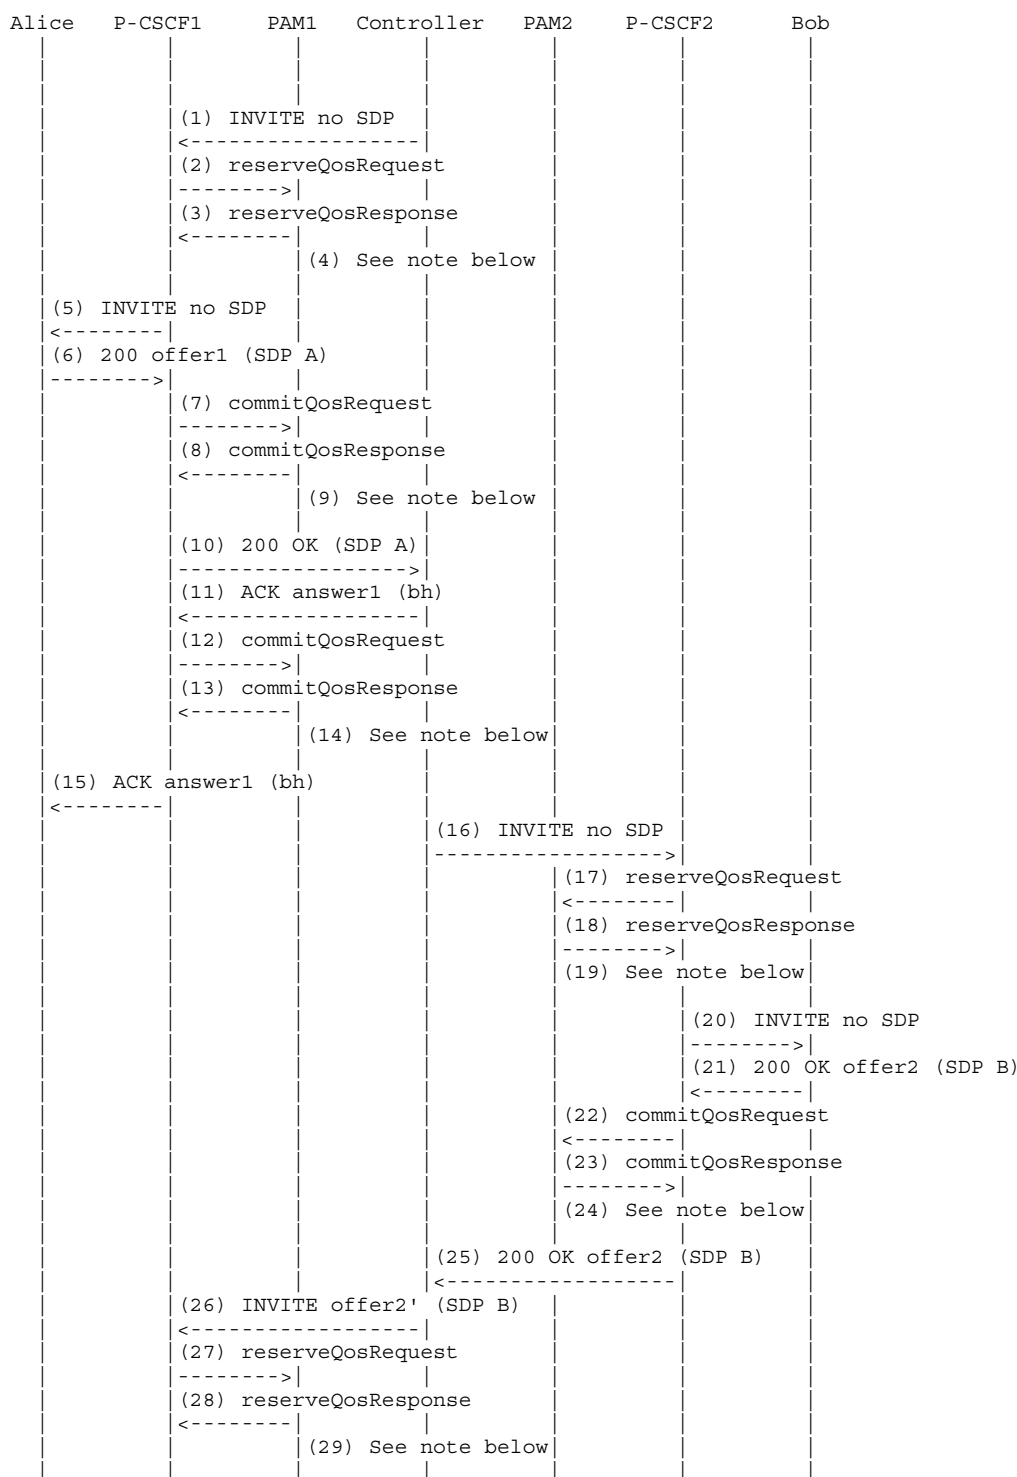 Alice P-CSCF1 PAM1 Controller PAM2 P-CSCF2 Bob
(1) INVITE no SDP
(2) reserveQosRequest
(3) reserveQosResponse
(4) See note below
(5) INVITE no SDP
(6) 200 offer1 (SDP A)
(7) commitQosRequest
(8) commitQosResponse
(9) See note below
(10) 200 OK (SDP A)
(11) ACK answer1 (bh)
(12) commitQosRequest
(13) commitQosResponse
(14) See note below
(15) ACK answer1 (bh)
(16) INVITE no SDP
(17) reserveQosRequest
(18) reserveQosResponse
(19) See note below
(20) INVITE no SDP
(21) 200 OK offer2 (SDP B)
(22) commitQosRequest
(23) commitQosResponse
(24) See note below
(25) 200 OK offer2 (SDP B)
(26) INVITE offer2' (SDP B)
(27) reserveQosRequest
(28) reserveQosResponse
(29) See note below